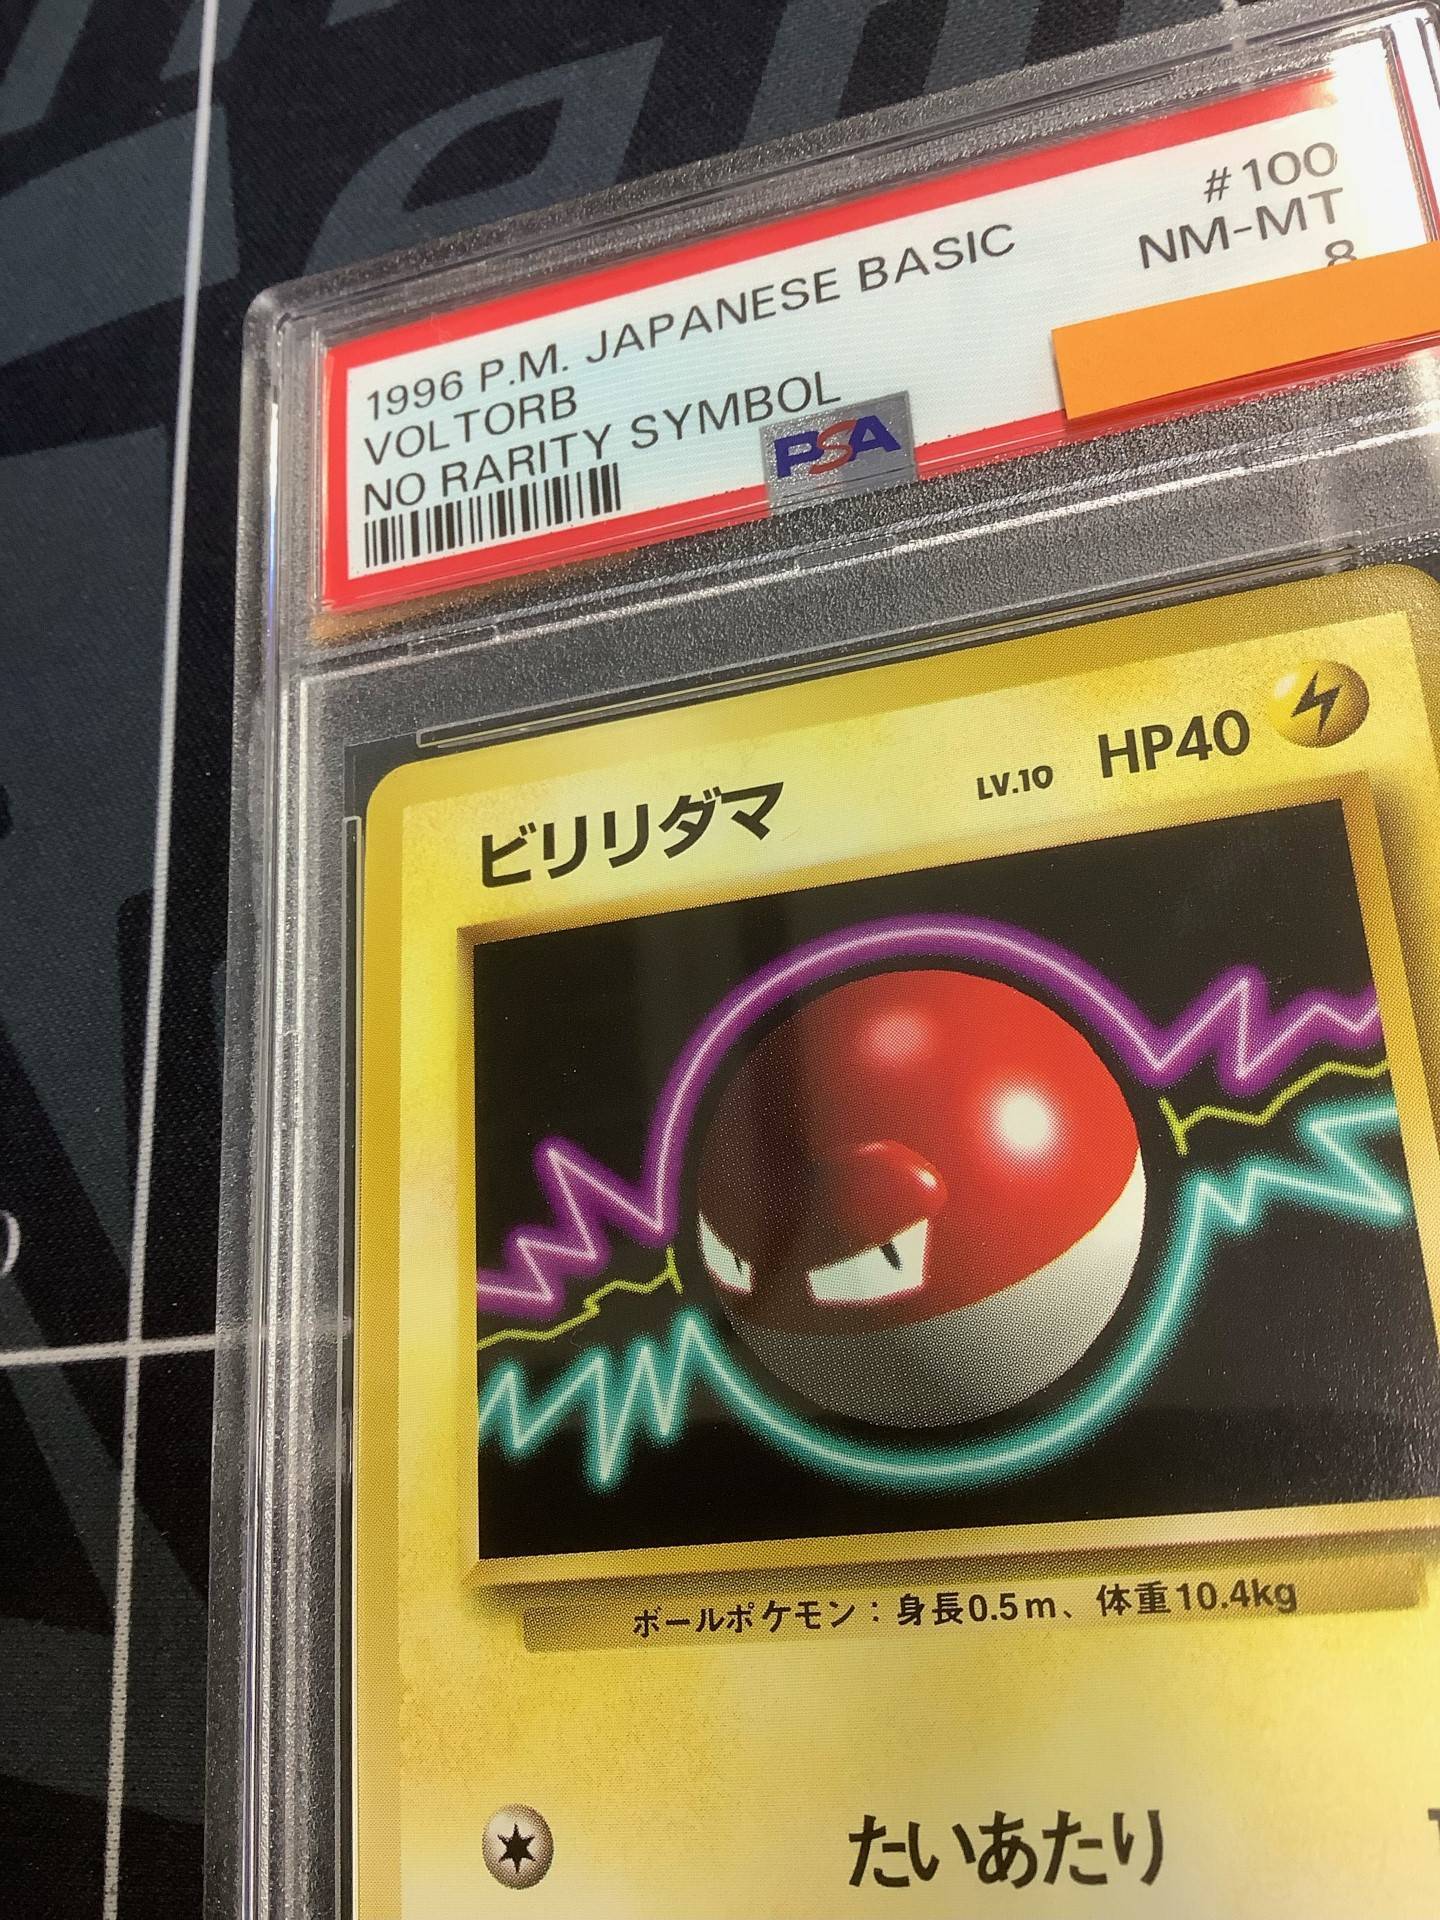 1996 P.M. JAPANESE BASIC #100
VOLTORB NM-MT
NO RARITY SYMBOL 8
PSA
ビリリダマ LV.10 HP40
ボールポケモン：身長0.5m、体重10.4kg
たいあたり